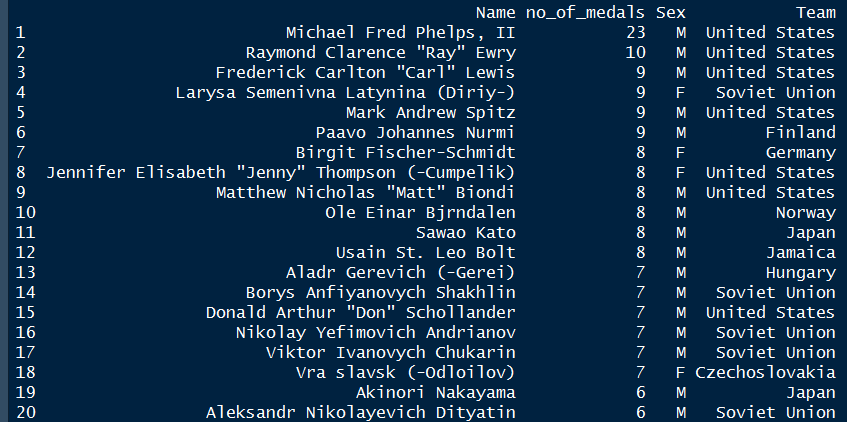 Name no_of_medals Sex Team
1 Michael Fred Phelps, II 23 M United States
2 Raymond Clarence "Ray" Ewry 10 M United States
3 Frederick Carlton "Carl" Lewis 9 M United States
4 Larysa Semenivna Latynina (Diriy-) 9 F Soviet Union
5 Mark Andrew Spitz 9 M United States
6 Paavo Johannes Nurmi 9 M Finland
7 Birgit Fischer-Schmidt 8 F Germany
8 Jennifer Elisabeth "Jenny" Thompson (-Cumpelik) 8 F United States
9 Matthew Nicholas "Matt" Biondi 8 M United States
10 Ole Einar Bjrndalen 8 M Norway
11 Sawao Kato 8 M Japan
12 Usain St. Leo Bolt 8 M Jamaica
13 Aladr Gerevich (-Gerei) 7 M Hungary
14 Borys Anfiyanovych Shakhlin 7 M Soviet Union
15 Donald Arthur "Don" Schollander 7 M United States
16 Nikolay Yefimovich Andrianov 7 M Soviet Union
17 Viktor Ivanovych Chukarin 7 M Soviet Union
18 Vra slavsk (-Odloilov) 7 F Czechoslovakia
19 Akinori Nakayama 6 M Japan
20 Aleksandr Nikolayevich Dityatin 6 M Soviet Union